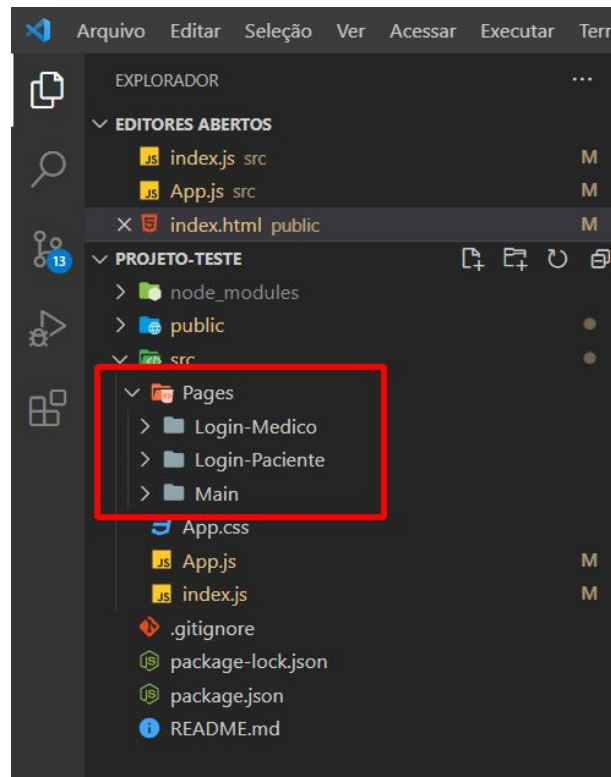 Arquivo Editar Seleção Ver Acessar Executar Terr
EXPLORADOR ...
EDITORES ABERTOS
JS index.js src M
JS App.js src M
index.html public M
13
PROJETO-TESTE
node_modules
public
src
Pages
Login-Medico
Login-Paciente
Main
App.css
JS App.js M
JS index.js M
.gitignore
package-lock.json
package.json
README.md